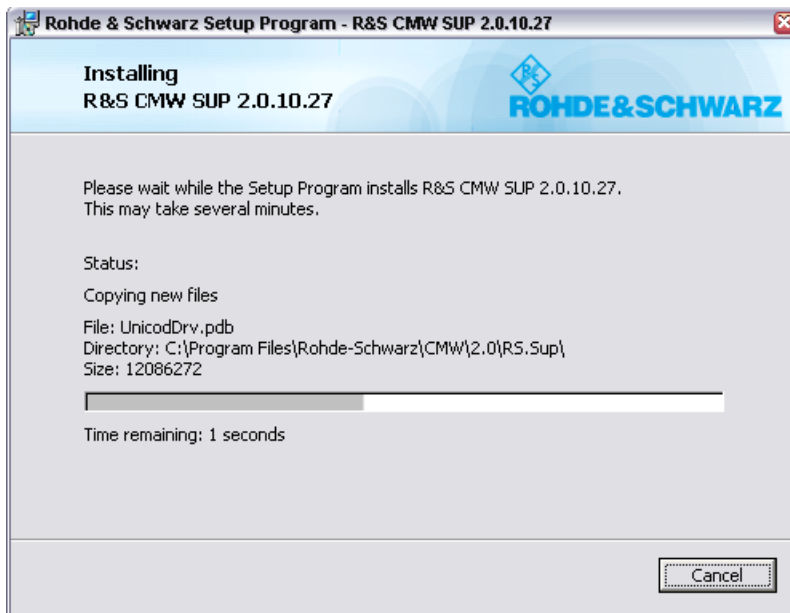 Rohde & Schwarz Setup Program - R&S CMW SUP 2.0.10.27
Installing
R&S CMW SUP 2.0.10.27
R&S
ROHDE&SCHWARZ
Please wait while the Setup Program installs R&S CMW SUP 2.0.10.27.
This may take several minutes.
Status:
Copying new files
File: UnicodDrv.pdb
Directory: C:\Program Files\Rohde-Schwarz\CMW\2.0\RS.Sup\
Size: 12086272
Time remaining: 1 seconds
Cancel